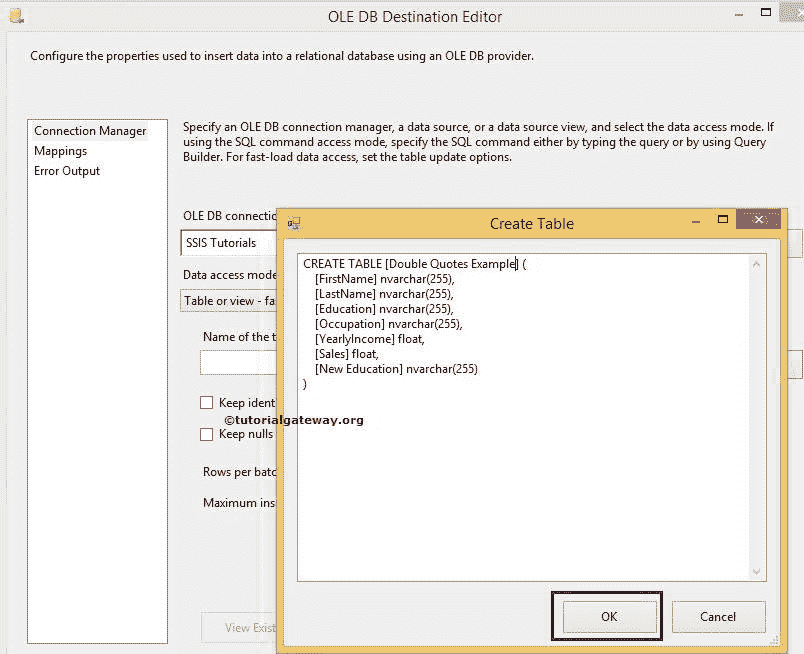 OLE DB Destination Editor
Configure the properties used to insert data into a relational database using an OLE DB provider.
Connection Manager
Mappings
Error Output
Specify an OLE DB connection manager, a data source, or a data source view, and select the data access mode. If
using the SQL command access mode, specify the SQL command either by typing the query or by using Query
Builder. For fast-load data access, set the table update options.
OLE DB connectio
SSIS Tutorials
Data access mode
Table or view - fa
Name of the t
Keep ident
©tutorialgateway.org
Keep nulls
Rows per batc
Maximum ins
View Exist
Create Table
CREATE TABLE [Double Quotes Example] (
[FirstName] nvarchar(255),
[LastName] nvarchar(255),
[Education] nvarchar(255),
[Occupation] nvarchar(255),
[YearlyIncome] float,
[Sales] float,
[New Education] nvarchar(255)
)
OK
Cancel